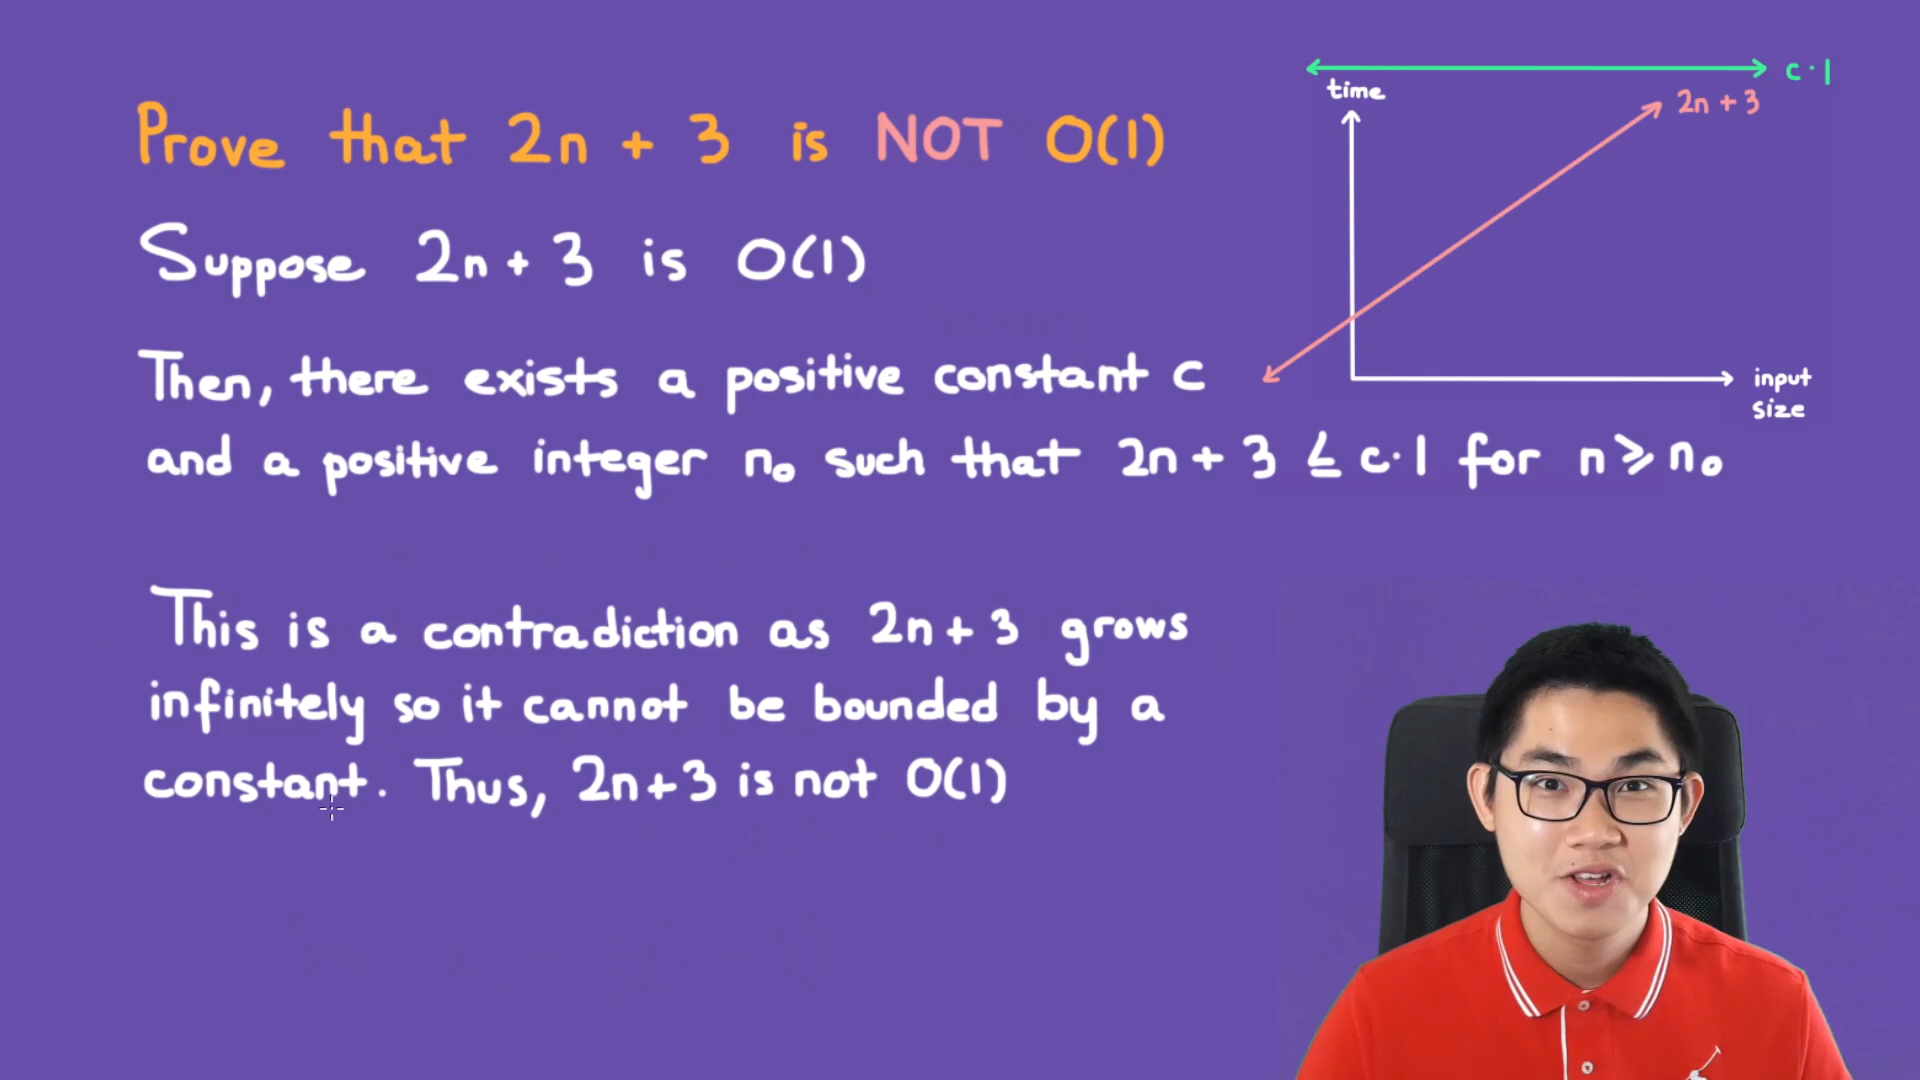 Prove that 2n + 3 is NOT O(1)
Suppose 2n + 3 is O(1)
Then, there exists a positive constant c
and a positive integer n₀ such that 2n + 3 ≤ c·1 for n ≥ n₀
This is a contradiction as 2n + 3 grows
infinitely so it cannot be bounded by a
constant. Thus, 2n+3 is not O(1)
c·1
time
2n + 3
input
size